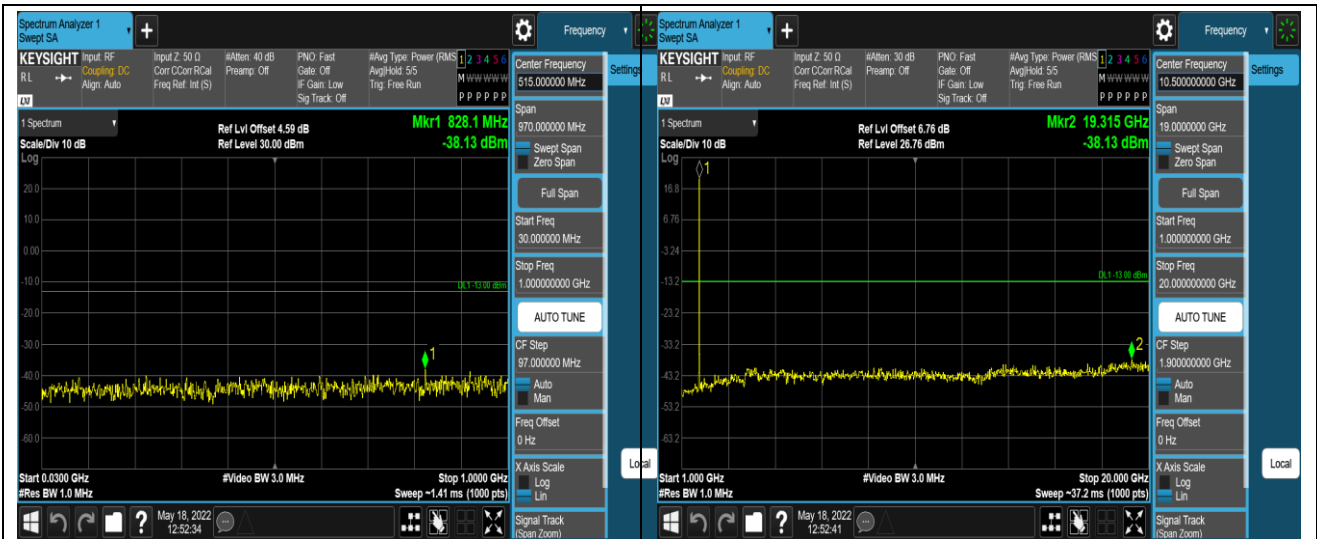 Spectrum Analyzer 1
Swept SA
+
Frequency
KEYSIGHT
Input: RF
Coupling: DC
Align: Auto
Input Z: 50 Ω
Corr CCorr RCal
Freq Ref: Int (S)
#Atten: 40 dB
Preamp: Off
PNO: Fast
Gate: Off
IF Gain: Low
Sig Track: Off
#Avg Type: Power (RMS
Avg|Hold: 5/5
Trig: Free Run
1 2 3 4 5 6
M W W W W W
P P P P P P
RL
LXI
Center Frequency
515.000000 MHz
Settings
Span
970.000000 MHz
Swept Span
Zero Span
Full Span
Start Freq
30.000000 MHz
Stop Freq
1.000000000 GHz
AUTO TUNE
CF Step
97.000000 MHz
Auto
Man
Freq Offset
0 Hz
X Axis Scale
Log
Lin
Local
Signal Track
(Span Zoom)
1 Spectrum
Scale/Div 10 dB
Log
Ref Lvl Offset 4.59 dB
Ref Level 30.00 dBm
Mkr1 828.1 MHz
-38.13 dBm
20.0
10.0
0.00
-10.0
DL1 -13.00 dBm
-20.0
-30.0
1
-40.0
-50.0
-60.0
Start 0.0300 GHz
#Res BW 1.0 MHz
#Video BW 3.0 MHz
Stop 1.0000 GHz
Sweep ~1.41 ms (1000 pts)
?
May 18, 2022
12:52:34
Spectrum Analyzer 1
Swept SA
+
Frequency
KEYSIGHT
Input: RF
Coupling: DC
Align: Auto
Input Z: 50 Ω
Corr CCorr RCal
Freq Ref: Int (S)
#Atten: 30 dB
Preamp: Off
PNO: Fast
Gate: Off
IF Gain: Low
Sig Track: Off
#Avg Type: Power (RMS
Avg|Hold: 5/5
Trig: Free Run
1 2 3 4 5 6
M W W W W W
P P P P P P
RL
LXI
Center Frequency
10.500000000 GHz
Settings
Span
19.0000000 GHz
Swept Span
Zero Span
Full Span
Start Freq
1.000000000 GHz
Stop Freq
20.000000000 GHz
AUTO TUNE
CF Step
1.900000000 GHz
Auto
Man
Freq Offset
0 Hz
X Axis Scale
Log
Lin
Local
Signal Track
(Span Zoom)
1 Spectrum
Scale/Div 10 dB
Log
Ref Lvl Offset 6.76 dB
Ref Level 26.76 dBm
Mkr2 19.315 GHz
-38.13 dBm
1
16.8
6.76
-3.24
DL1 -13.00 dBm
-13.2
-23.2
-33.2
2
-43.2
-53.2
-63.2
Start 1.000 GHz
#Res BW 1.0 MHz
#Video BW 3.0 MHz
Stop 20.000 GHz
Sweep ~37.2 ms (1000 pts)
?
May 18, 2022
12:52:41